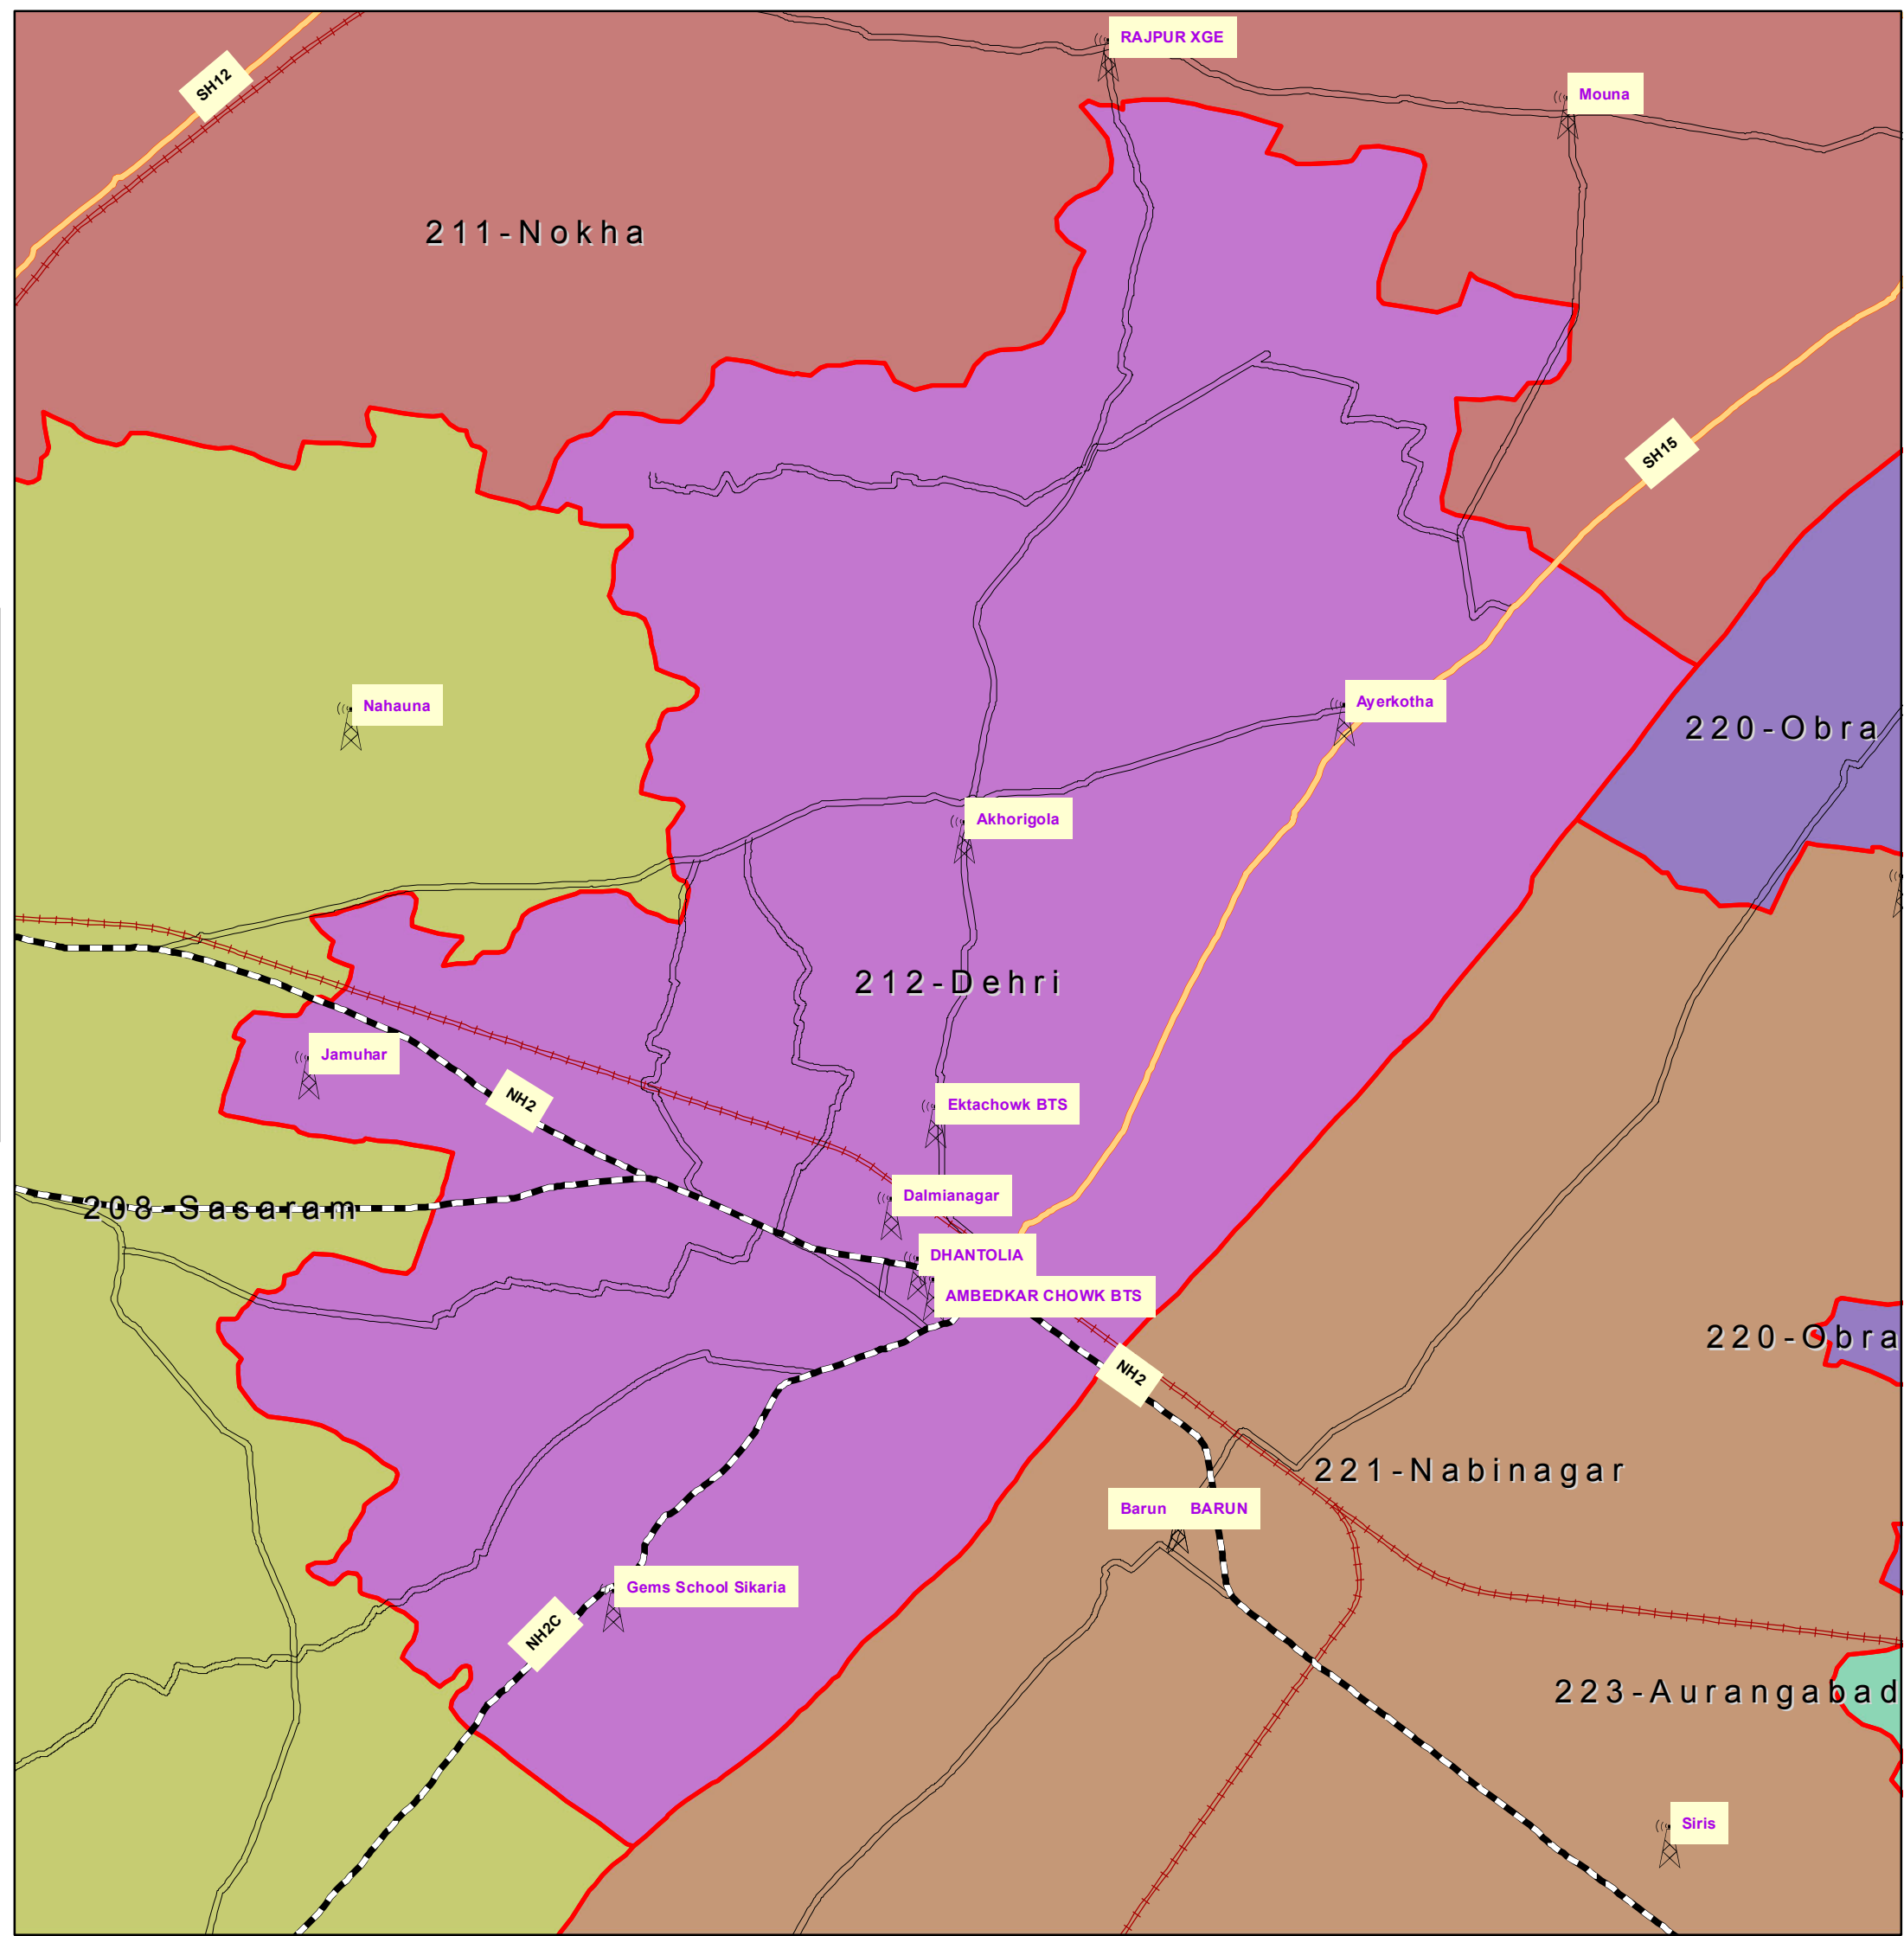 RAJPUR XGE
SH12
Mouna
211-Nokha
SH15
Nahauna
Ayerkotha
220-Obra
Akhorigola
212-Dehri
Jamuhar
NH2
Ektachowk BTS
Dalmianagar
208-Sasaram
DHANTOLIA
AMBEDKAR CHOWK BTS
220-Obra
NH2
221-Nabinagar
Barun BARUN
Gems School Sikaria
NH2C
223-Aurangabad
Siris